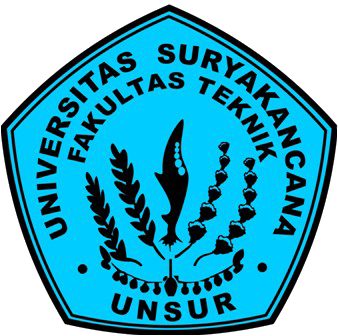 UNIVERSITAS SURYAKANCANA
FAKULTAS TEKNIK
• UNSUR •